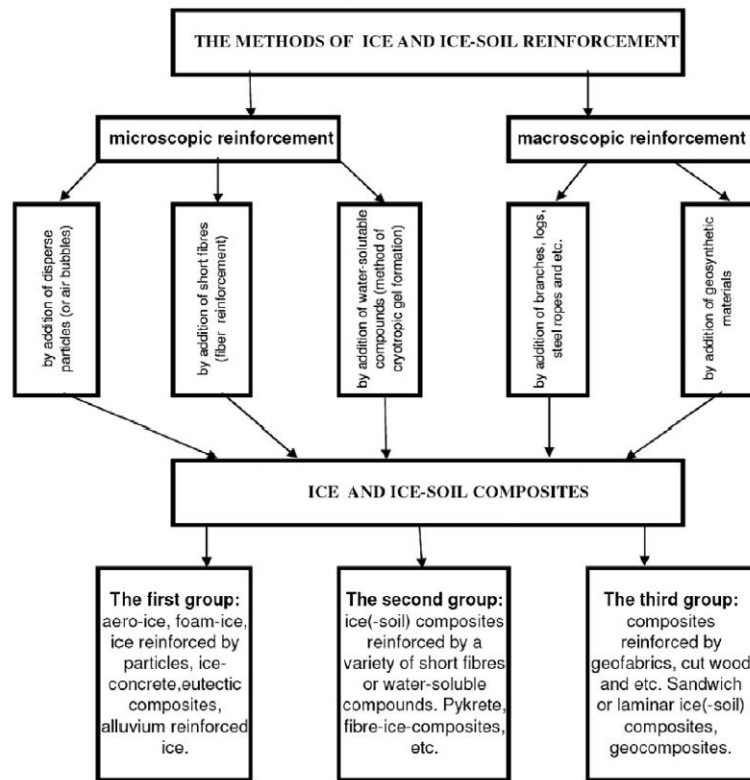 THE METHODS OF ICE AND ICE-SOIL REINFORCEMENT
microscopic reinforcement
macroscopic reinforcement
by addition of disperse
particles (or air bubbles)
by addition of short fibres
(fiber reinforcement)
by addition of water-solutable
compounds (method of
cryotropic gel formation)
by addition of branches, logs,
steel ropes and etc.
by addition of geosynthetic
materials
ICE AND ICE-SOIL COMPOSITES
The first group:
aero-ice, foam-ice,
ice reinforced by
particles, ice-
concrete,eutectic
composites,
alluvium reinforced
ice.
The second group:
ice(-soil) composites
reinforced by a
variety of short fibres
or water-soluble
compounds. Pykrete,
fibre-ice-composites,
etc.
The third group:
composites
reinforced by
geofabrics, cut wood
and etc. Sandwich
or laminar ice(-soil)
composites,
geocomposites.